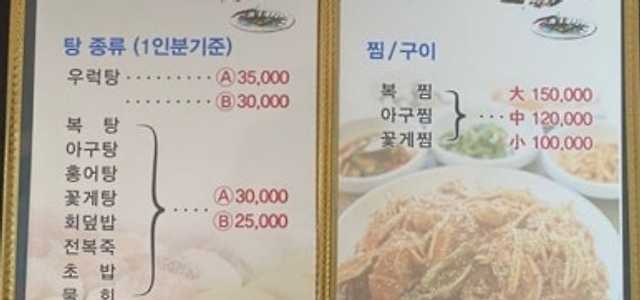 탕 종류 (1인분기준)
우럭탕 ·········· Ⓐ 35,000
·········· Ⓑ 30,000
복 탕
아구탕
홍어탕
꽃게탕
회덮밥
전복죽
초 밥
물 회
···· Ⓐ 30,000
Ⓑ 25,000
찜/구이
복 찜
아구찜
꽃게찜
大 150,000
··· 中 120,000
小 100,000